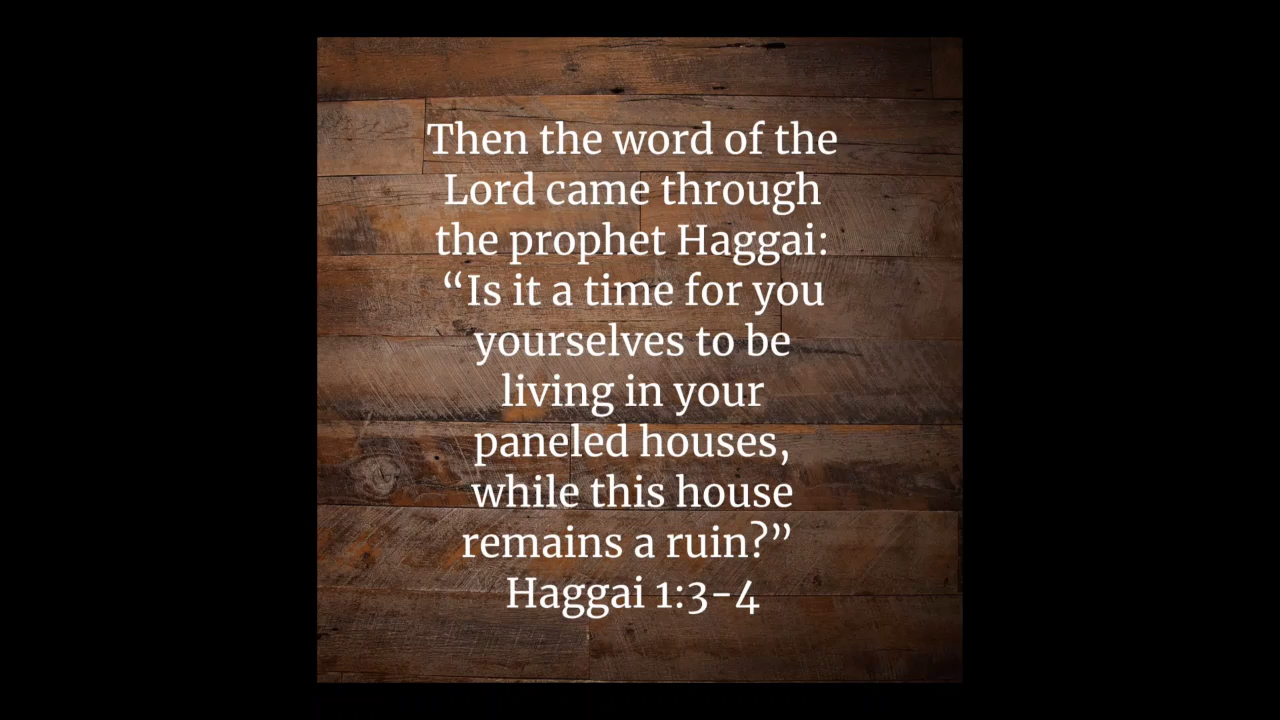 Then the word of the
Lord came through
the prophet Haggai:
“Is it a time for you
yourselves to be
living in your
paneled houses,
while this house
remains a ruin?”
Haggai 1:3-4